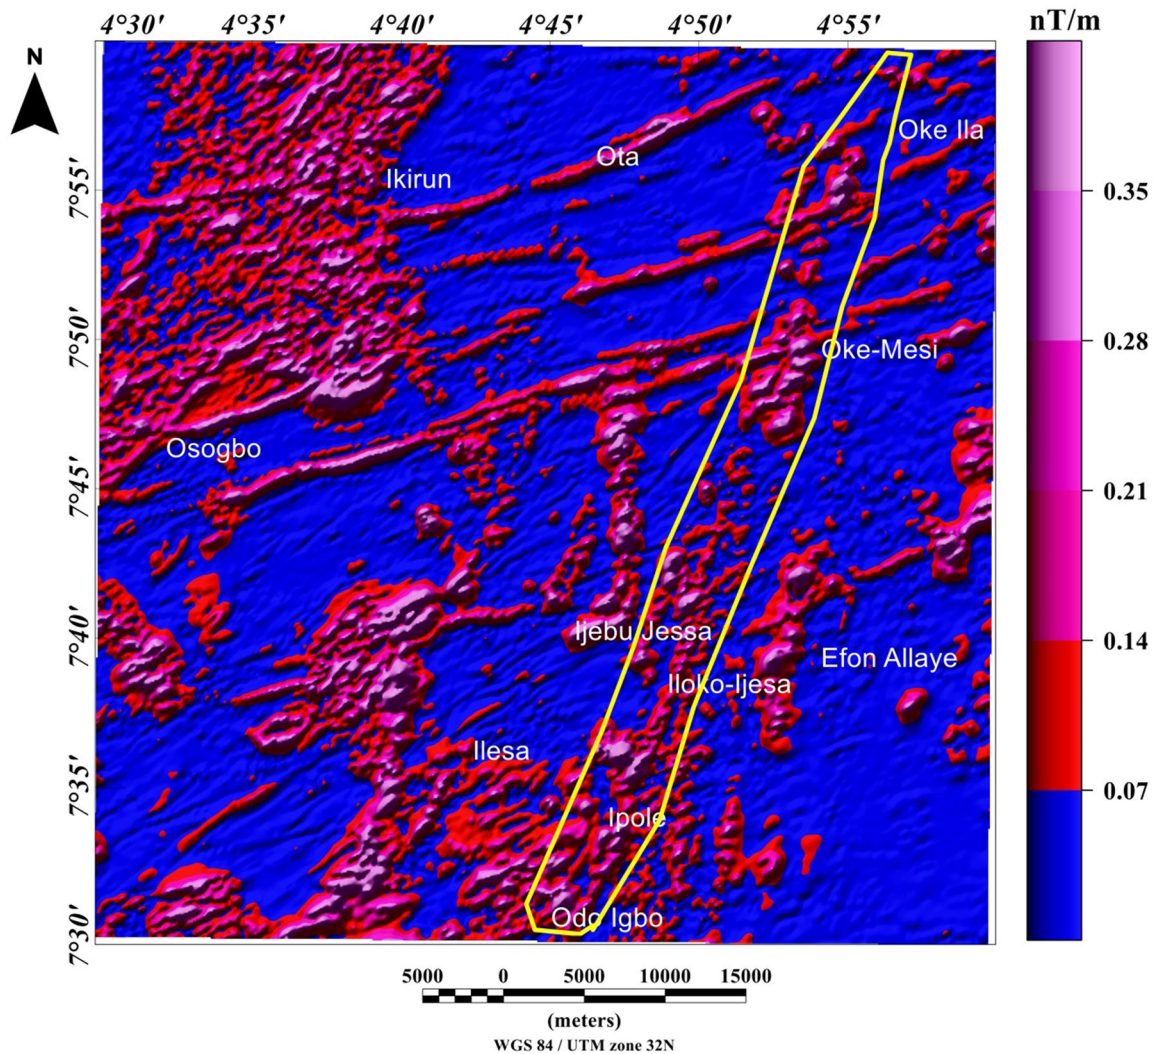 4°30' 4°35' 4°40' 4°45' 4°50' 4°55'
nT/m
N
Oke Ila
Ota
Ikirun
7°55'
0.35
7°50'
Oke-Mesi
0.28
Osogbo
7°45'
0.21
7°40'
Ijebu Jessa
0.14
Efon Allaye
Iloko-Ijesa
Ilesa
7°35'
0.07
Ipole
Odo Igbo
7°30'
5000 0 5000 10000 15000
(meters)
WGS 84 / UTM zone 32N